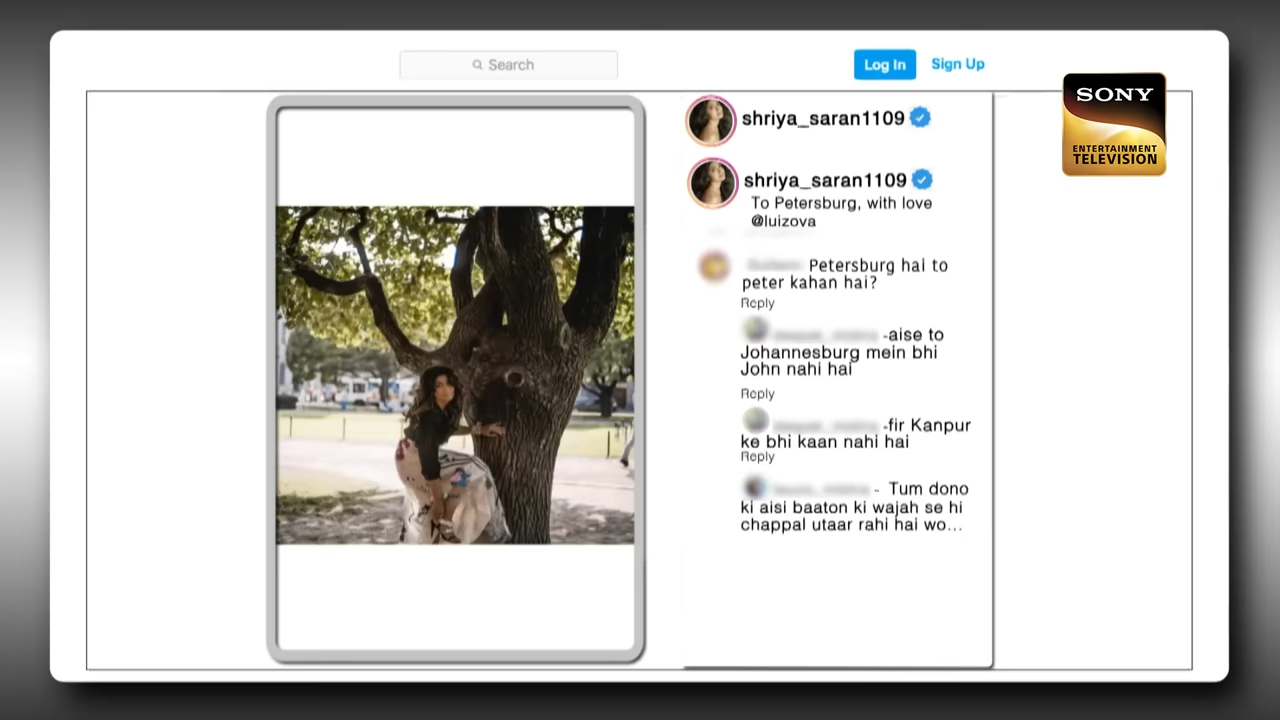 Search
Log In
Sign Up
SONY
ENTERTAINMENT
TELEVISION
shriya_saran1109
shriya_saran1109
To Petersburg, with love
@luizova
Petersburg hai to
peter kahan hai?
Reply
-aise to
Johannesburg mein bhi
John nahi hai
Reply
-fir Kanpur
ke bhi kaan nahi hai
Reply
- Tum dono
ki aisi baaton ki wajah se hi
chappal utaar rahi hai wo...